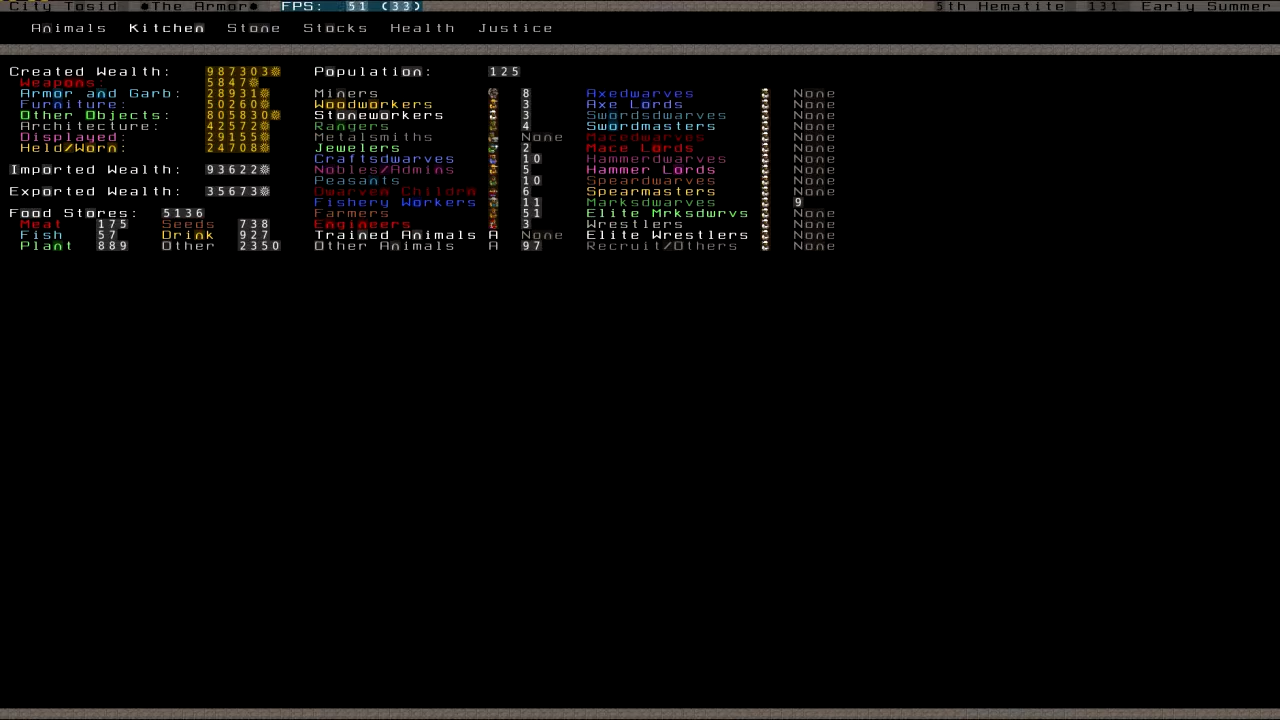 City Tosid ●The Armor● FPS: 51 (33) 5th Hematite 131 Early Summer
Animals Kitchen Stone Stocks Health Justice
Created Wealth: 987303☼ Population: 125
Weapons: 5847☼
Armor and Garb: 28931☼ Miners 8 Axedwarves None
Furniture: 50260☼ Woodworkers 3 Axe Lords None
Other Objects: 805830☼ Stoneworkers 3 Swordsdwarves None
Architecture: 42572☼ Rangers 4 Swordmasters None
Displayed: 29155☼ Metalsmiths None Macedwarves None
Held/Worn: 24708☼ Jewelers 2 Mace Lords None
Craftsdwarves 10 Hammerdwarves None
Imported Wealth: 93622☼ Nobles/Admins 5 Hammer Lords None
Peasants 10 Speardwarves None
Exported Wealth: 35673☼ Dwarven Childrn 6 Spearmasters None
Fishery Workers 11 Marksdwarves 9
Food Stores: 5136 Farmers 51 Elite Mrksdwrvs None
Meat 175 Seeds 738 Engineers 3 Wrestlers None
Fish 57 Drink 927 Trained Animals A None Elite Wrestlers None
Plant 889 Other 2350 Other Animals A 97 Recruit/Others None